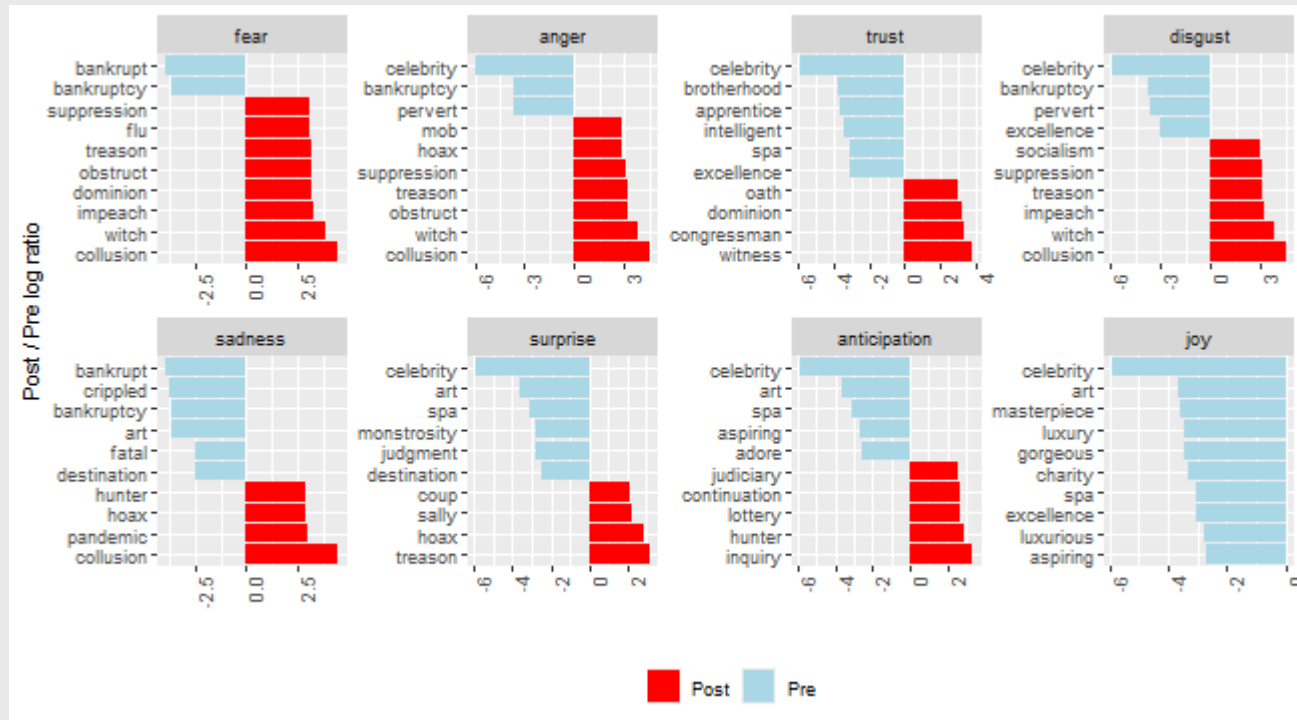 fear
bankrupt
bankruptcy
suppression
flu
treason
obstruct
dominion
impeach
witch
collusion
-2.5 0.0 2.5
anger
celebrity
bankruptcy
pervert
mob
hoax
suppression
treason
obstruct
witch
collusion
-6 -3 0 3
trust
celebrity
brotherhood
apprentice
intelligent
spa
excellence
oath
dominion
congressman
witness
-6 -4 -2 0 2 4
disgust
celebrity
bankruptcy
pervert
excellence
socialism
suppression
treason
impeach
witch
collusion
-6 -3 0 3
Post / Pre log ratio
sadness
bankrupt
crippled
bankruptcy
art
fatal
destination
hunter
hoax
pandemic
collusion
-2.5 0.0 2.5
surprise
celebrity
art
spa
monstrosity
judgment
destination
coup
sally
hoax
treason
-6 -4 -2 0 2
anticipation
celebrity
art
spa
aspiring
adore
judiciary
continuation
lottery
hunter
inquiry
-6 -4 -2 0 2
joy
celebrity
art
masterpiece
luxury
gorgeous
charity
spa
excellence
luxurious
aspiring
-6 -4 -2 0
Post Pre